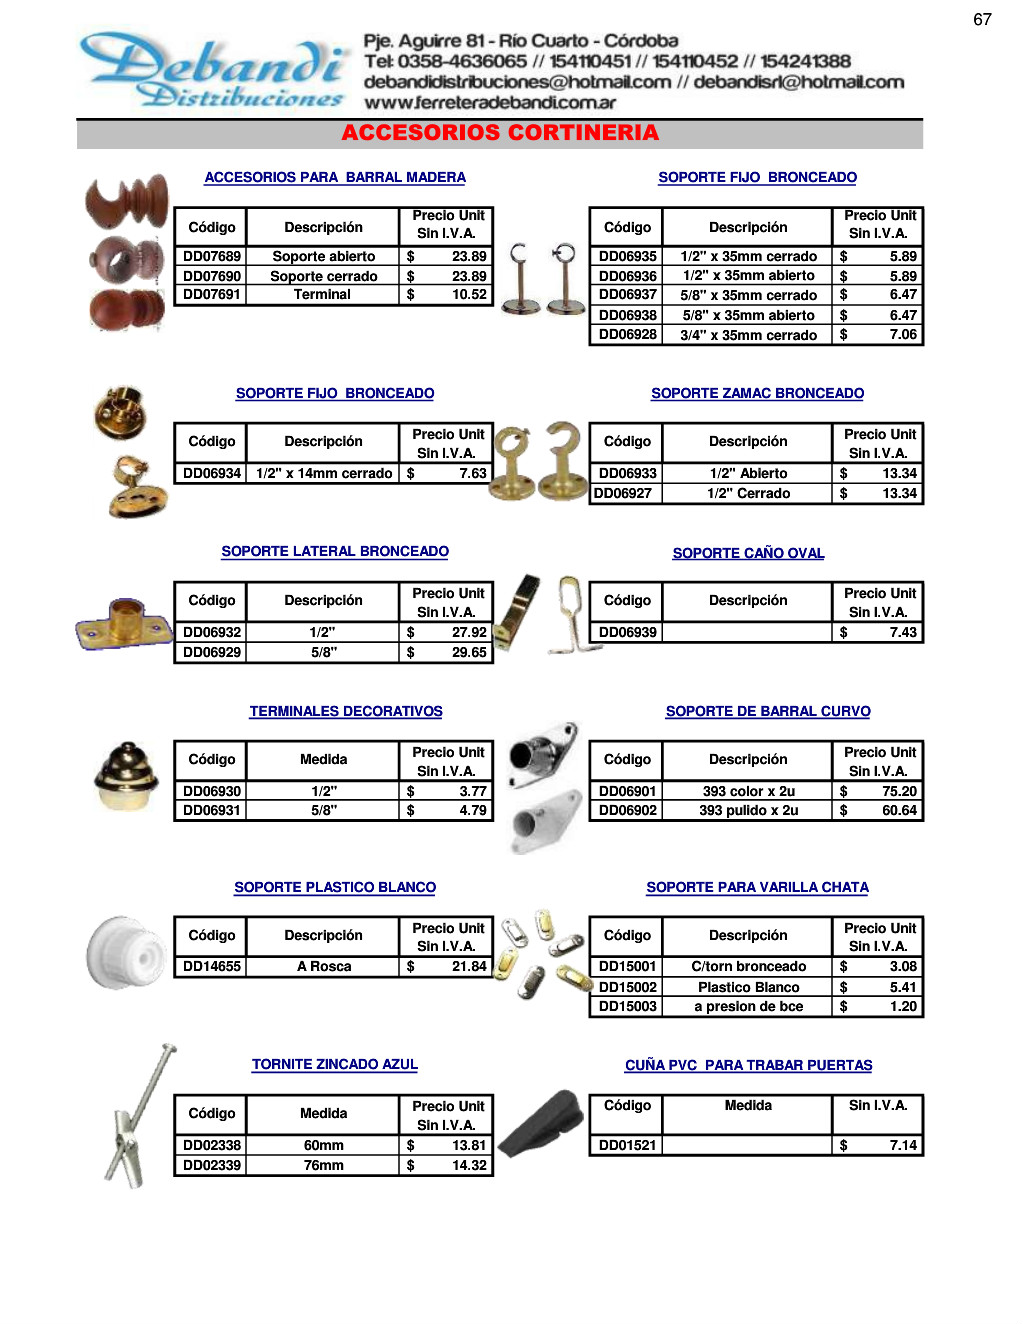 67
Debandi
Distribuciones
Pje. Aguirre 81 - Río Cuarto - Córdoba
Tel: 0358-4636065 // 154110451 // 154110452 // 154241388
debandidistribuciones@hotmail.com // debandisrl@hotmail.com
www.ferreteradebandi.com.ar
ACCESORIOS CORTINERIA
ACCESORIOS PARA BARRAL MADERA
Código Descripción Precio Unit Sin I.V.A.
DD07689 Soporte abierto $ 23.89
DD07690 Soporte cerrado $ 23.89
DD07691 Terminal $ 10.52
SOPORTE FIJO BRONCEADO
Código Descripción Precio Unit Sin I.V.A.
DD06935 1/2" x 35mm cerrado $ 5.89
DD06936 1/2" x 35mm abierto $ 5.89
DD06937 5/8" x 35mm cerrado $ 6.47
DD06938 5/8" x 35mm abierto $ 6.47
DD06928 3/4" x 35mm cerrado $ 7.06
SOPORTE FIJO BRONCEADO
Código Descripción Precio Unit Sin I.V.A.
DD06934 1/2" x 14mm cerrado $ 7.63
SOPORTE ZAMAC BRONCEADO
Código Descripción Precio Unit Sin I.V.A.
DD06933 1/2" Abierto $ 13.34
DD06927 1/2" Cerrado $ 13.34
SOPORTE LATERAL BRONCEADO
Código Descripción Precio Unit Sin I.V.A.
DD06932 1/2" $ 27.92
DD06929 5/8" $ 29.65
SOPORTE CAÑO OVAL
Código Descripción Precio Unit Sin I.V.A.
DD06939 $ 7.43
TERMINALES DECORATIVOS
Código Medida Precio Unit Sin I.V.A.
DD06930 1/2" $ 3.77
DD06931 5/8" $ 4.79
SOPORTE DE BARRAL CURVO
Código Descripción Precio Unit Sin I.V.A.
DD06901 393 color x 2u $ 75.20
DD06902 393 pulido x 2u $ 60.64
SOPORTE PLASTICO BLANCO
Código Descripción Precio Unit Sin I.V.A.
DD14655 A Rosca $ 21.84
SOPORTE PARA VARILLA CHATA
Código Descripción Precio Unit Sin I.V.A.
DD15001 C/torn bronceado $ 3.08
DD15002 Plastico Blanco $ 5.41
DD15003 a presion de bce $ 1.20
TORNITE ZINCADO AZUL
Código Medida Precio Unit Sin I.V.A.
DD02338 60mm $ 13.81
DD02339 76mm $ 14.32
CUÑA PVC PARA TRABAR PUERTAS
Código Medida Sin I.V.A.
DD01521 $ 7.14